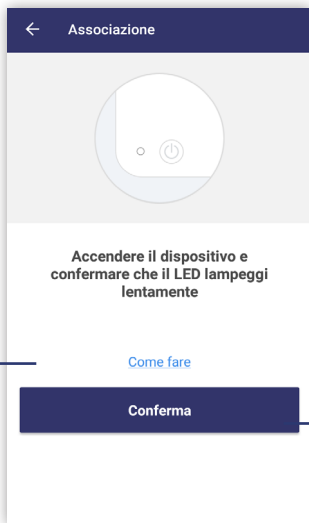 Associazione
Accendere il dispositivo e
confermare che il LED lampeggi
lentamente
Come fare
Conferma